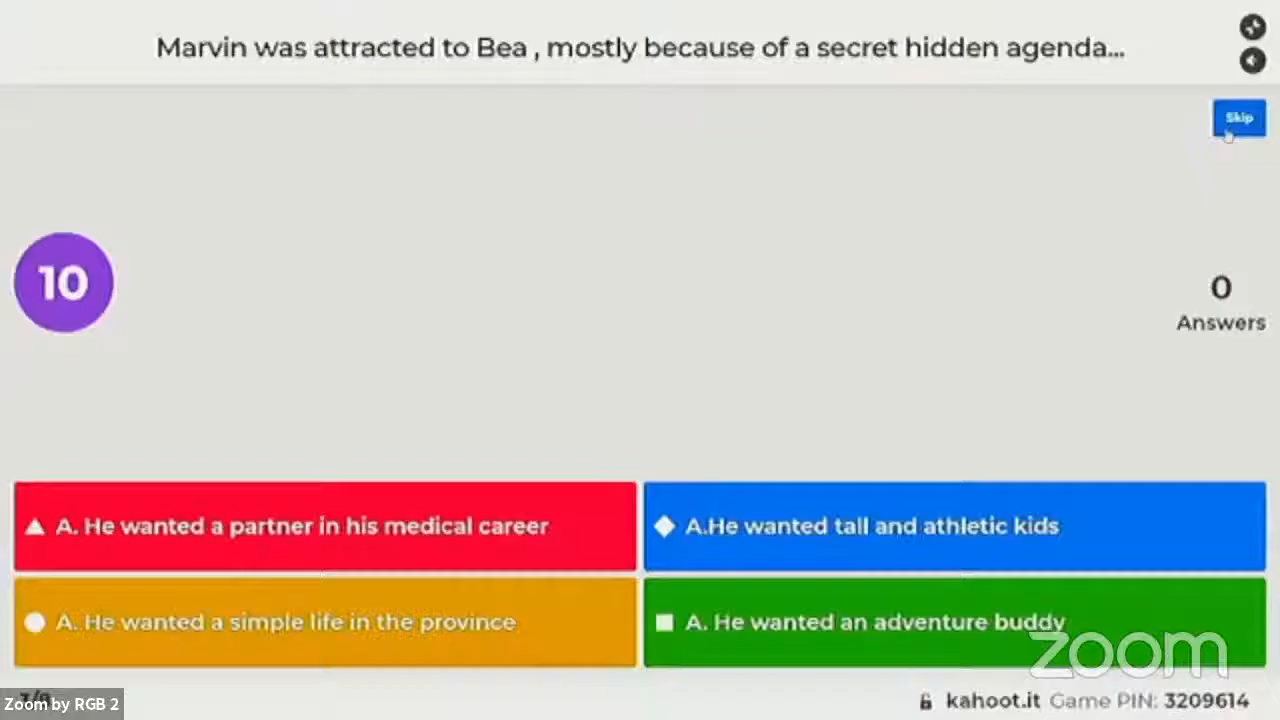 Marvin was attracted to Bea , mostly because of a secret hidden agenda...
Skip
10
0
Answers
A. He wanted a partner in his medical career
A.He wanted tall and athletic kids
A. He wanted a simple life in the province
A. He wanted an adventure buddy
zoom
Zoom by RGB 2
kahoot.it Game PIN: 3209614